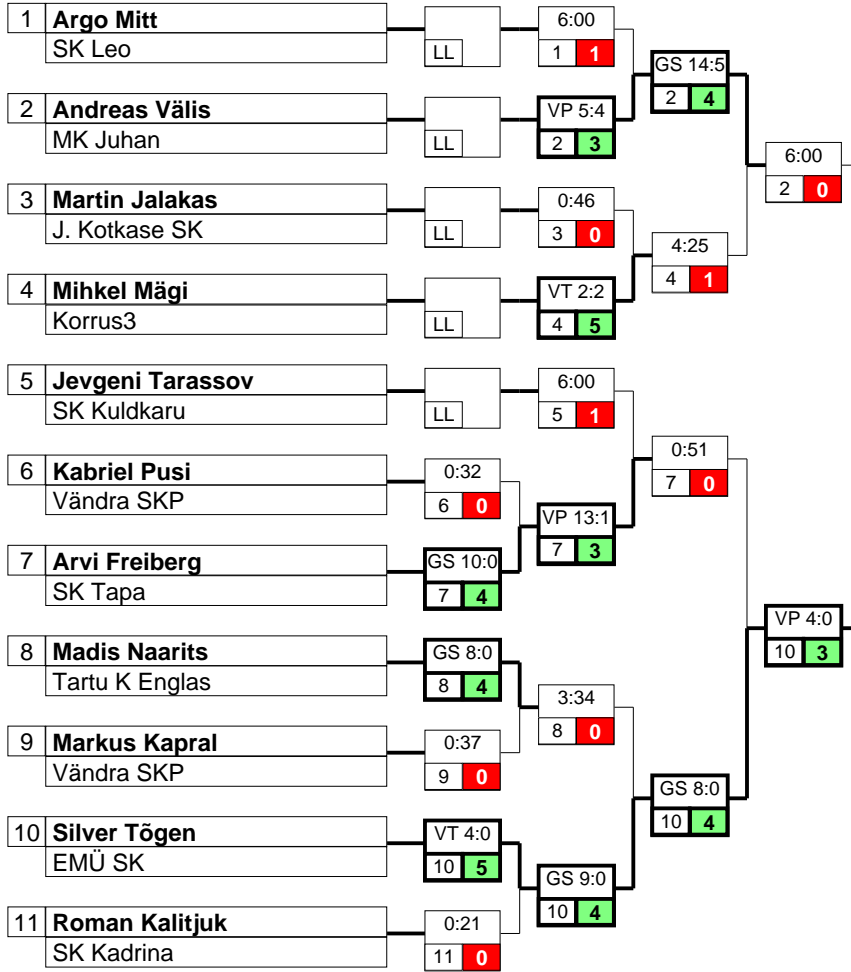 1 Argo Mitt
SK Leo
LL
6:00
1 1
GS 14:5
2 4
2 Andreas Välis
MK Juhan
LL
VP 5:4
2 3
6:00
2 0
3 Martin Jalakas
J. Kotkase SK
LL
0:46
3 0
4:25
4 1
4 Mihkel Mägi
Korrus3
LL
VT 2:2
4 5
5 Jevgeni Tarassov
SK Kuldkaru
LL
6:00
5 1
0:51
7 0
6 Kabriel Pusi
Vändra SKP
0:32
6 0
VP 13:1
7 3
7 Arvi Freiberg
SK Tapa
GS 10:0
7 4
VP 4:0
10 3
8 Madis Naarits
Tartu K Englas
GS 8:0
8 4
3:34
8 0
9 Markus Kapral
Vändra SKP
0:37
9 0
GS 8:0
10 4
10 Silver Tõgen
EMÜ SK
VT 4:0
10 5
GS 9:0
10 4
11 Roman Kalitjuk
SK Kadrina
0:21
11 0